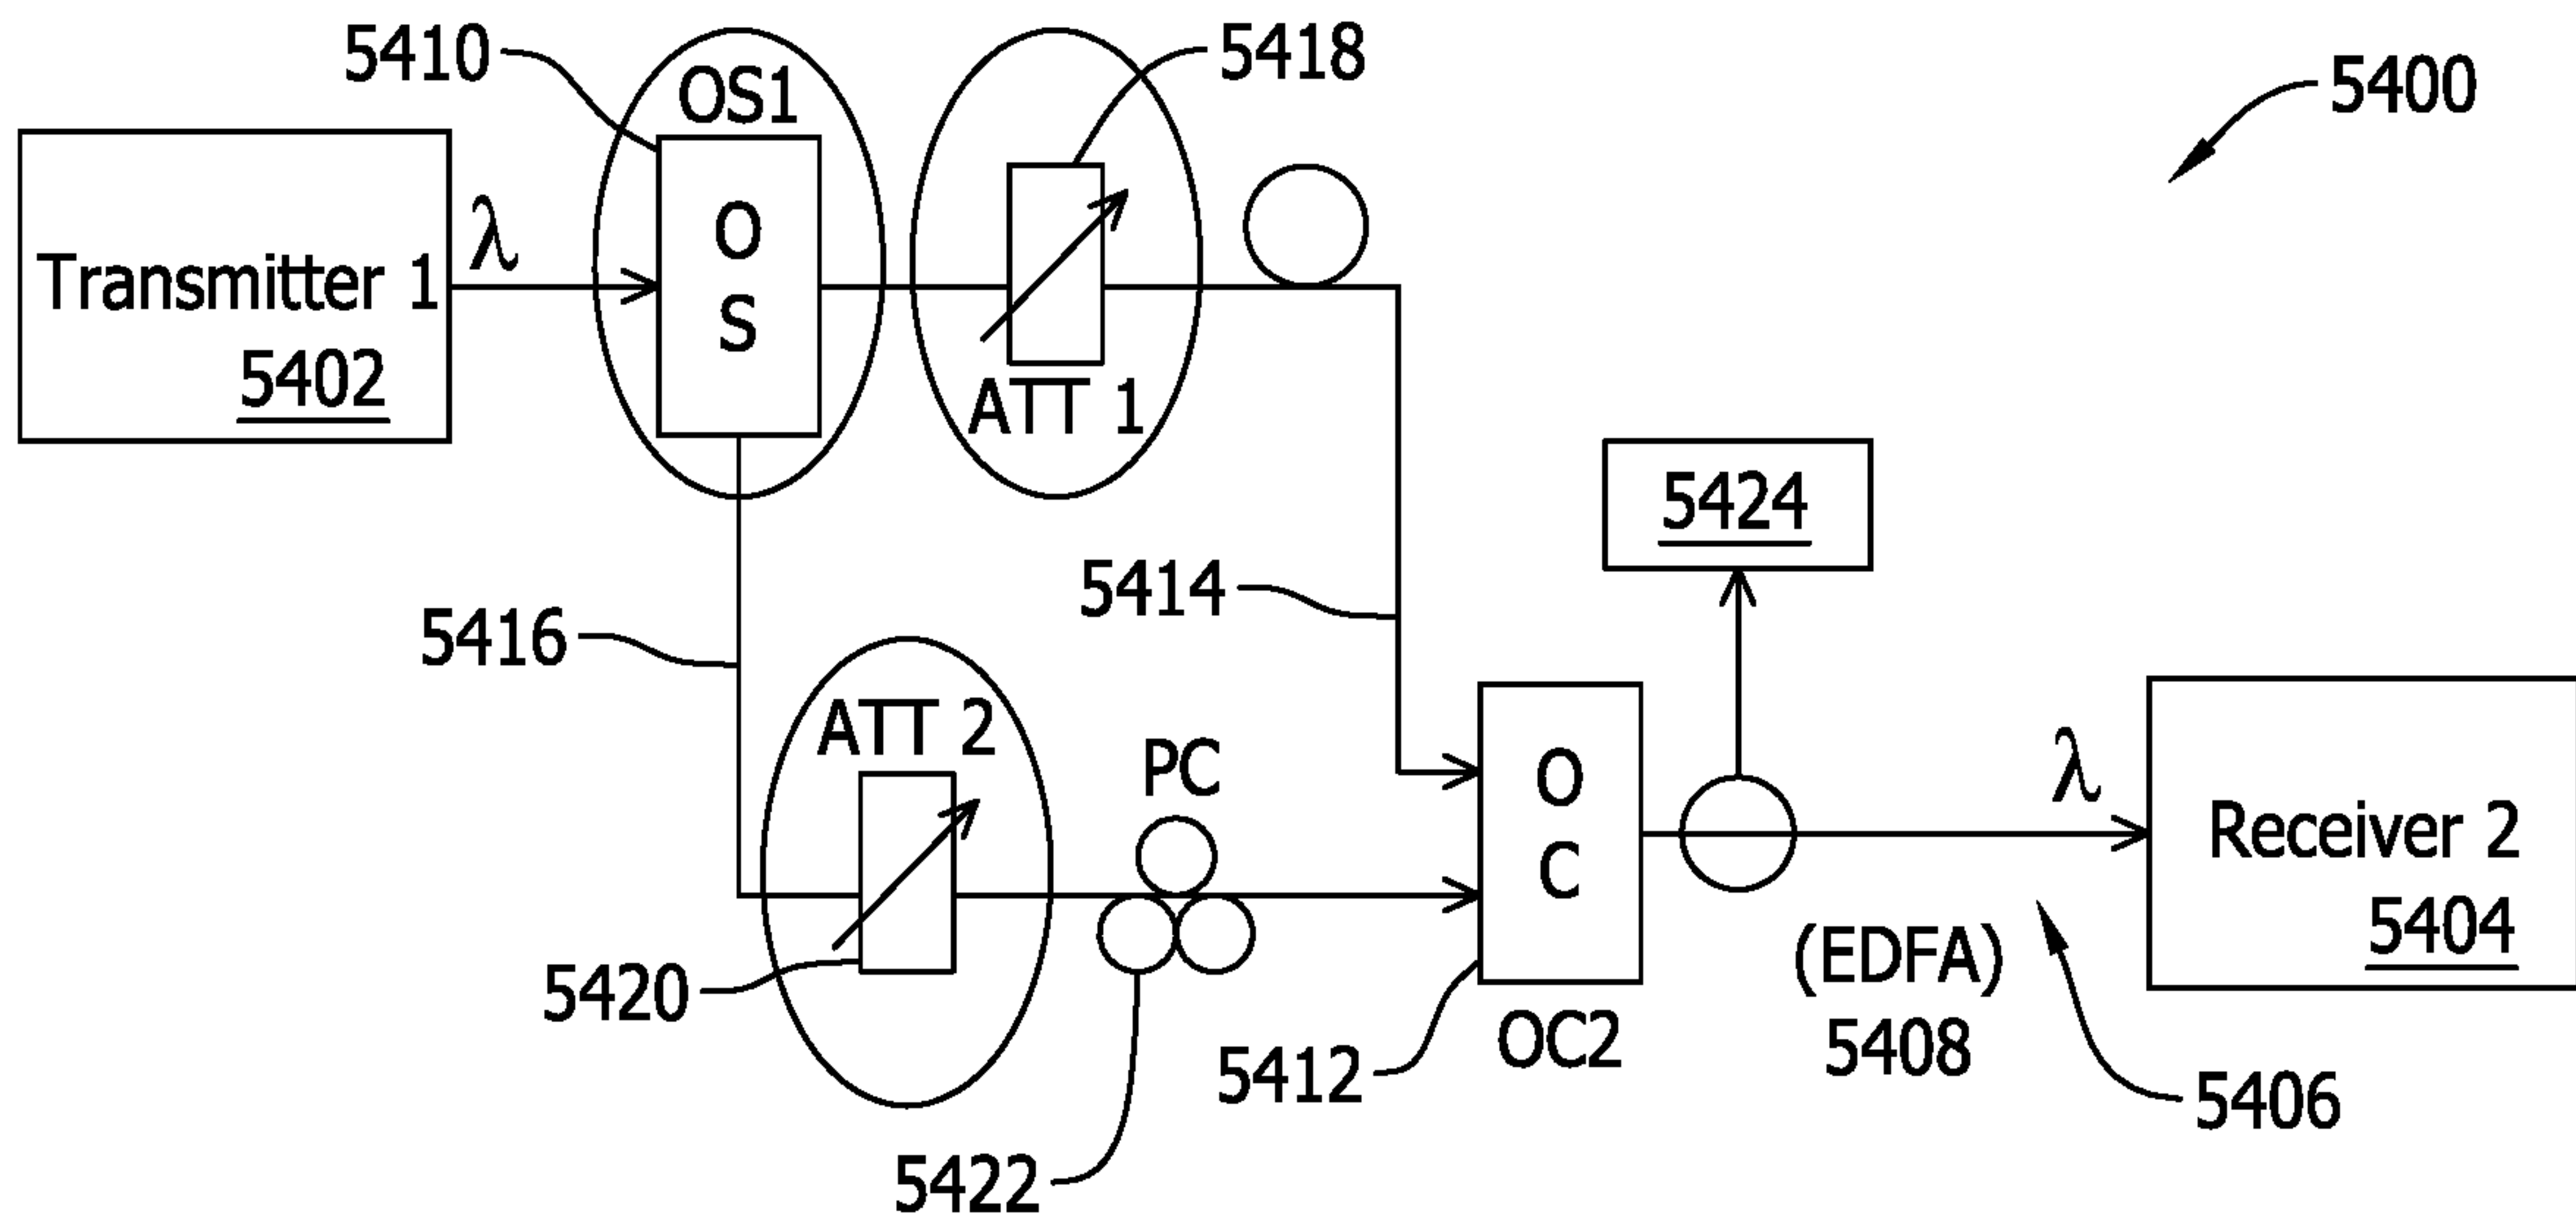 5410
OS1
5418
5400
λ
O
S
Transmitter 1
5402
ATT 1
5424
5414
5416
ATT 2
PC
O
C
λ
Receiver 2
5404
5420
(EDFA)
5408
OC2
5412
5406
5422